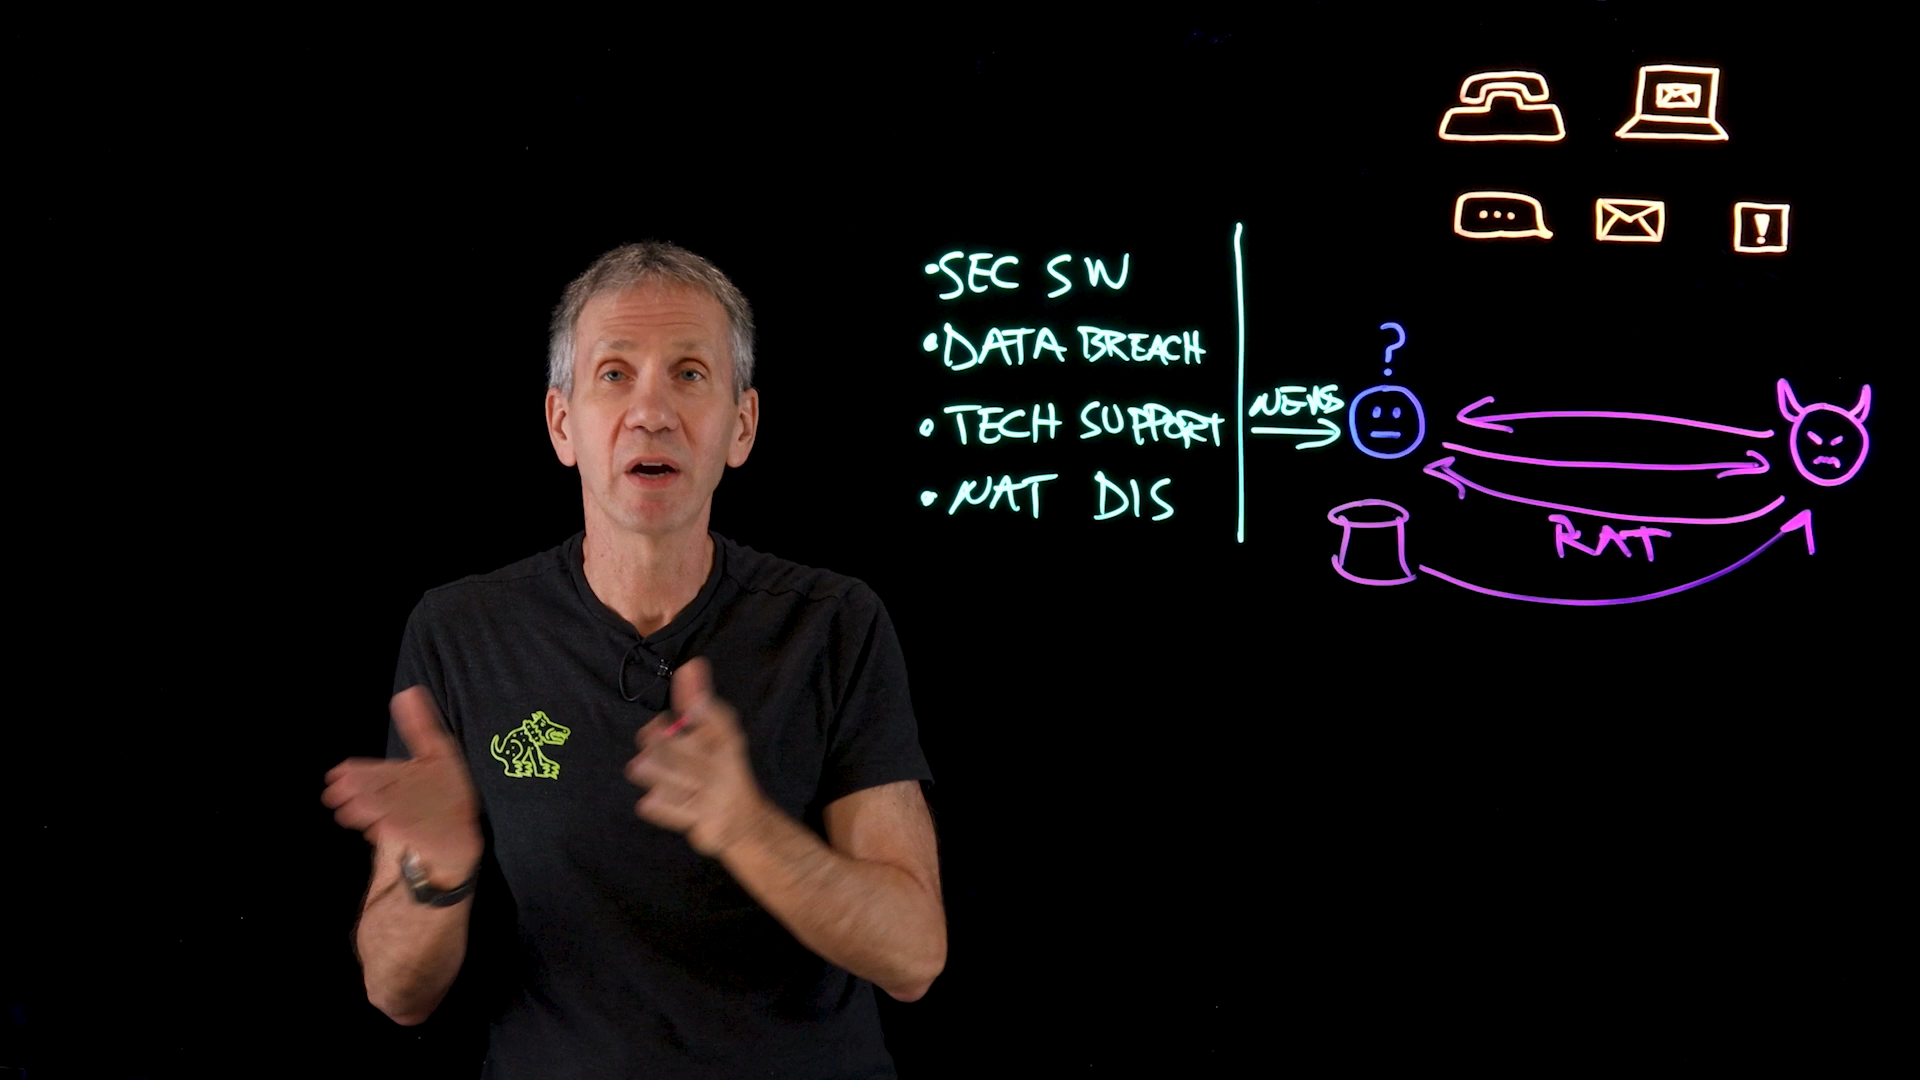 •SEC SW
•DATA BREACH
•TECH SUPPORT
•NAT DIS
NEWS
?
...
!
RAT